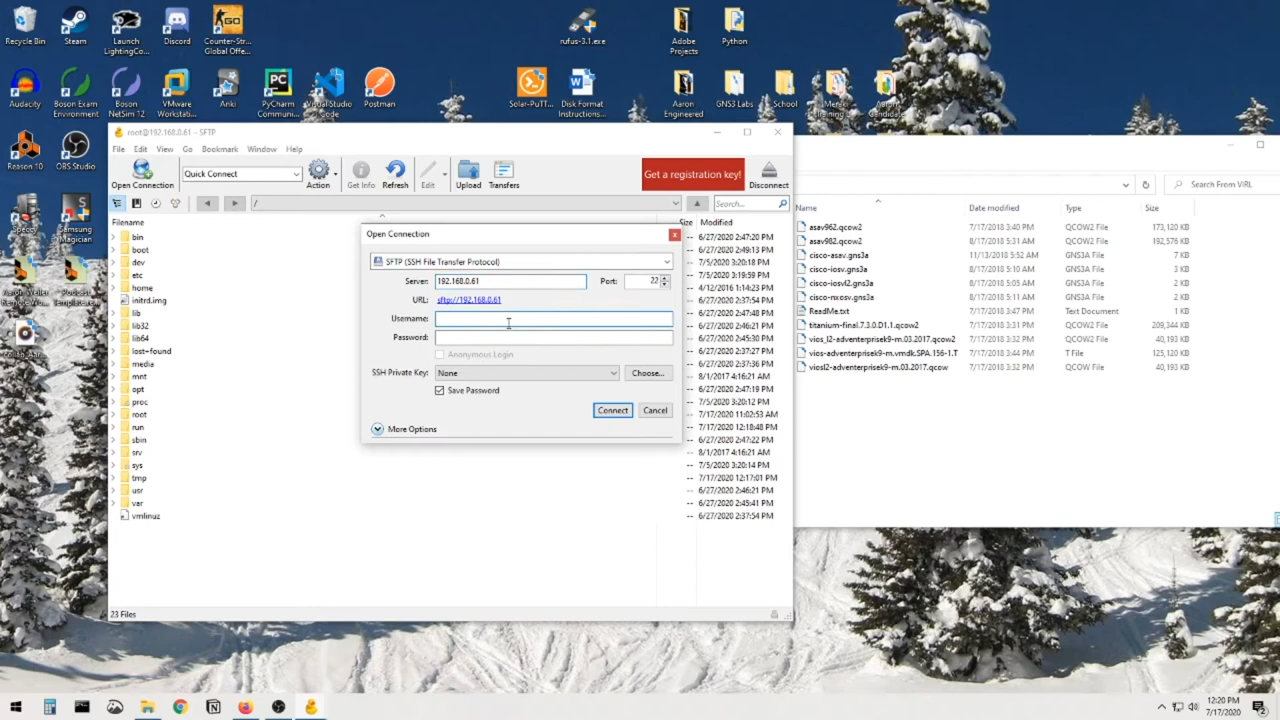 Recycle Bin
Steam
Launch
LightingCo...
Discord
Counter-Str...
Global Offe...
rufus-3.1.exe
Adobe
Projects
Python
Audacity
Boson Exam
Environment
Boson
NetSim 12
VMware
Workstati...
Anki
PyCharm
Communi...
Visual Studio
Code
Postman
Solar-PuTT...
Disk Format
Instructions...
Aaron
Engineered
GNS3 Labs
School
Reason 10
OBS Studio
Speccy
Samsung
Magician
root@192.168.0.61 – SFTP
File Edit View Go Bookmark Window Help
Open Connection
Quick Connect
Action
Get Info
Refresh
Edit
Upload
Transfers
Get a registration key!
Disconnect
/
Search...
Filename
Size
Modified
bin
6/27/2020 2:47:20 PM
boot
6/27/2020 2:49:13 PM
dev
7/5/2020 3:20:18 PM
etc
7/5/2020 3:19:59 PM
home
4/12/2016 1:14:23 PM
initrd.img
6/27/2020 2:37:54 PM
lib
6/27/2020 2:47:48 PM
lib32
6/27/2020 2:46:21 PM
lib64
6/27/2020 2:45:30 PM
lost+found
6/27/2020 2:37:27 PM
media
6/27/2020 2:37:36 PM
mnt
8/1/2017 4:16:21 AM
opt
6/27/2020 2:47:19 PM
proc
7/5/2020 3:20:12 PM
root
7/17/2020 11:02:53 AM
run
-- 7/17/2020 12:18:48 PM
sbin
-- 6/27/2020 2:47:22 PM
srv
-- 8/1/2017 4:16:21 AM
sys
-- 7/5/2020 3:20:14 PM
tmp
-- 7/17/2020 12:17:01 PM
usr
-- 6/27/2020 2:46:21 PM
var
-- 6/27/2020 2:45:41 PM
vmlinuz
-- 6/27/2020 2:37:54 PM
23 Files
Open Connection
x
SFTP (SSH File Transfer Protocol)
Server: 192.168.0.61
Port: 22
URL: sftp://192.168.0.61
Username:
Password:
Anonymous Login
SSH Private Key: None
Choose...
Save Password
Connect
Cancel
More Options
Search From VIRL
Name
Date modified
Type
Size
asav962.qcow2
7/17/2018 3:40 PM
QCOW2 File
173,120 KB
asav982.qcow2
7/17/2018 8:31 AM
QCOW2 File
192,576 KB
cisco-asav.gns3a
11/13/2018 5:52 AM
GNS3A File
7 KB
cisco-iosv.gns3a
7/17/2018 5:10 AM
GNS3A File
3 KB
cisco-iosvl2.gns3a
7/17/2018 5:05 AM
GNS3A File
3 KB
cisco-nxosv.gns3a
7/17/2018 5:11 PM
GNS3A File
2 KB
ReadMe.txt
7/17/2018 3:44 PM
Text Document
1 KB
titanium-final.7.3.0.D1.1.qcow2
7/17/2018 3:31 PM
QCOW2 File
209,344 KB
vios_l2-adventerprisek9-m.03.2017.qcow2
7/17/2018 3:32 PM
QCOW2 File
40,193 KB
vios-adventerprisek9-m.vmdk.SPA.156-1.T
7/17/2018 3:44 PM
T File
125,120 KB
viosl2-adventerprisek9-m.03.2017.qcow
7/17/2018 3:32 PM
QCOW File
40,193 KB
12:20 PM
7/17/2020
2